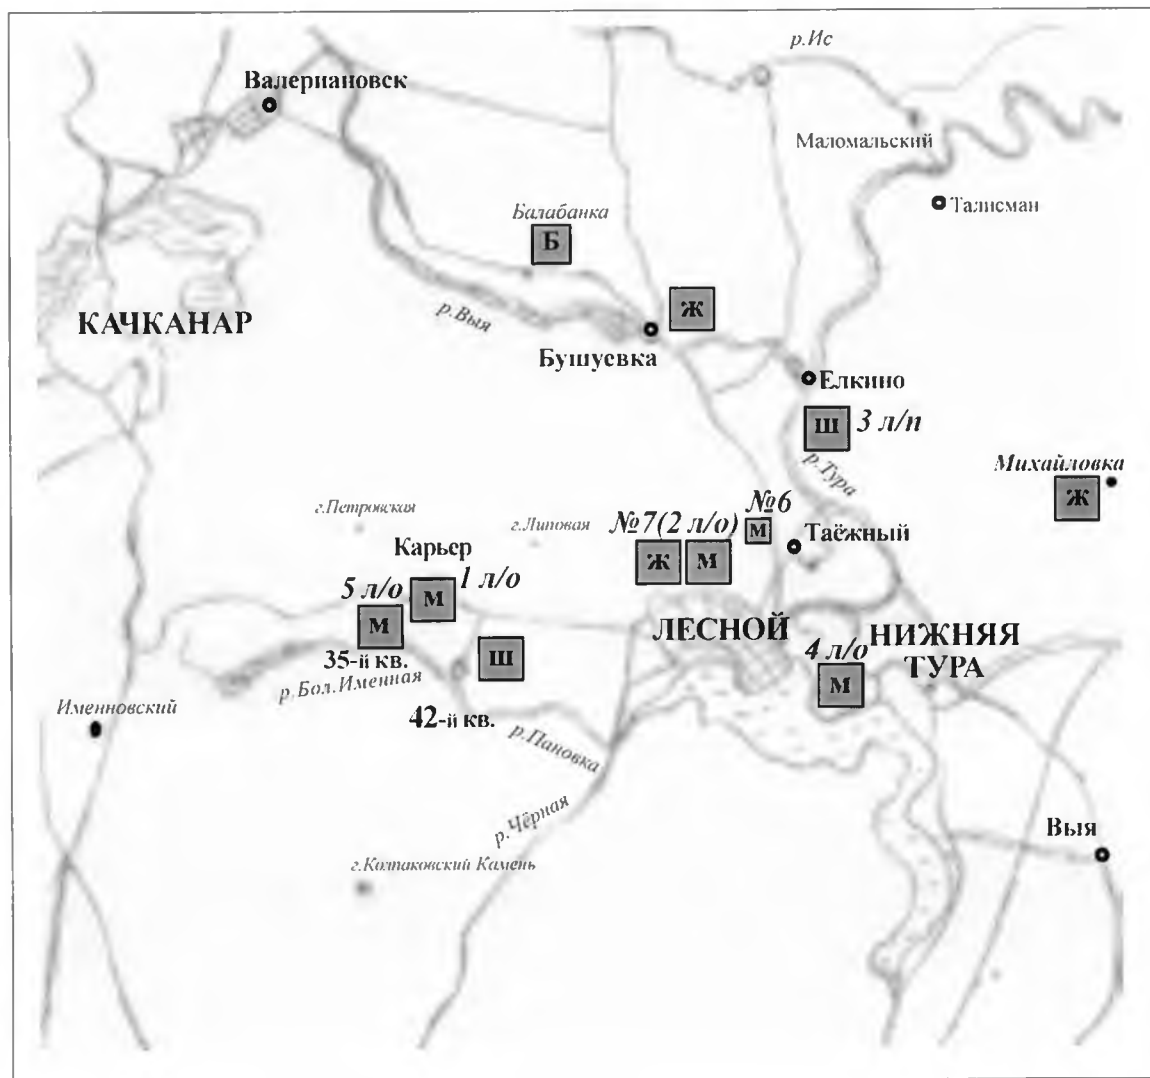 р.Ис
Валериановск
Маломальский
Талисман
Балабанка
Б
КАЧКАНАР
р.Выя
Ж
Бушуевка
Елкино
Ш
3 л/п
р.Тура
Михайловка
Ж
г.Петровская
г.Липовая
№7(2 л/о)
№6
М
Таёжный
Карьер
1 л/о
Ж
М
5 л/о
М
М
ЛЕСНОЙ
НИЖНЯЯ
ТУРА
4 л/о
М
Ш
35-й кв.
р.Бол.Именная
Именновский
42-й кв.
р.Пановка
р.Чёрная
Выя
г.Колпаковский Камень